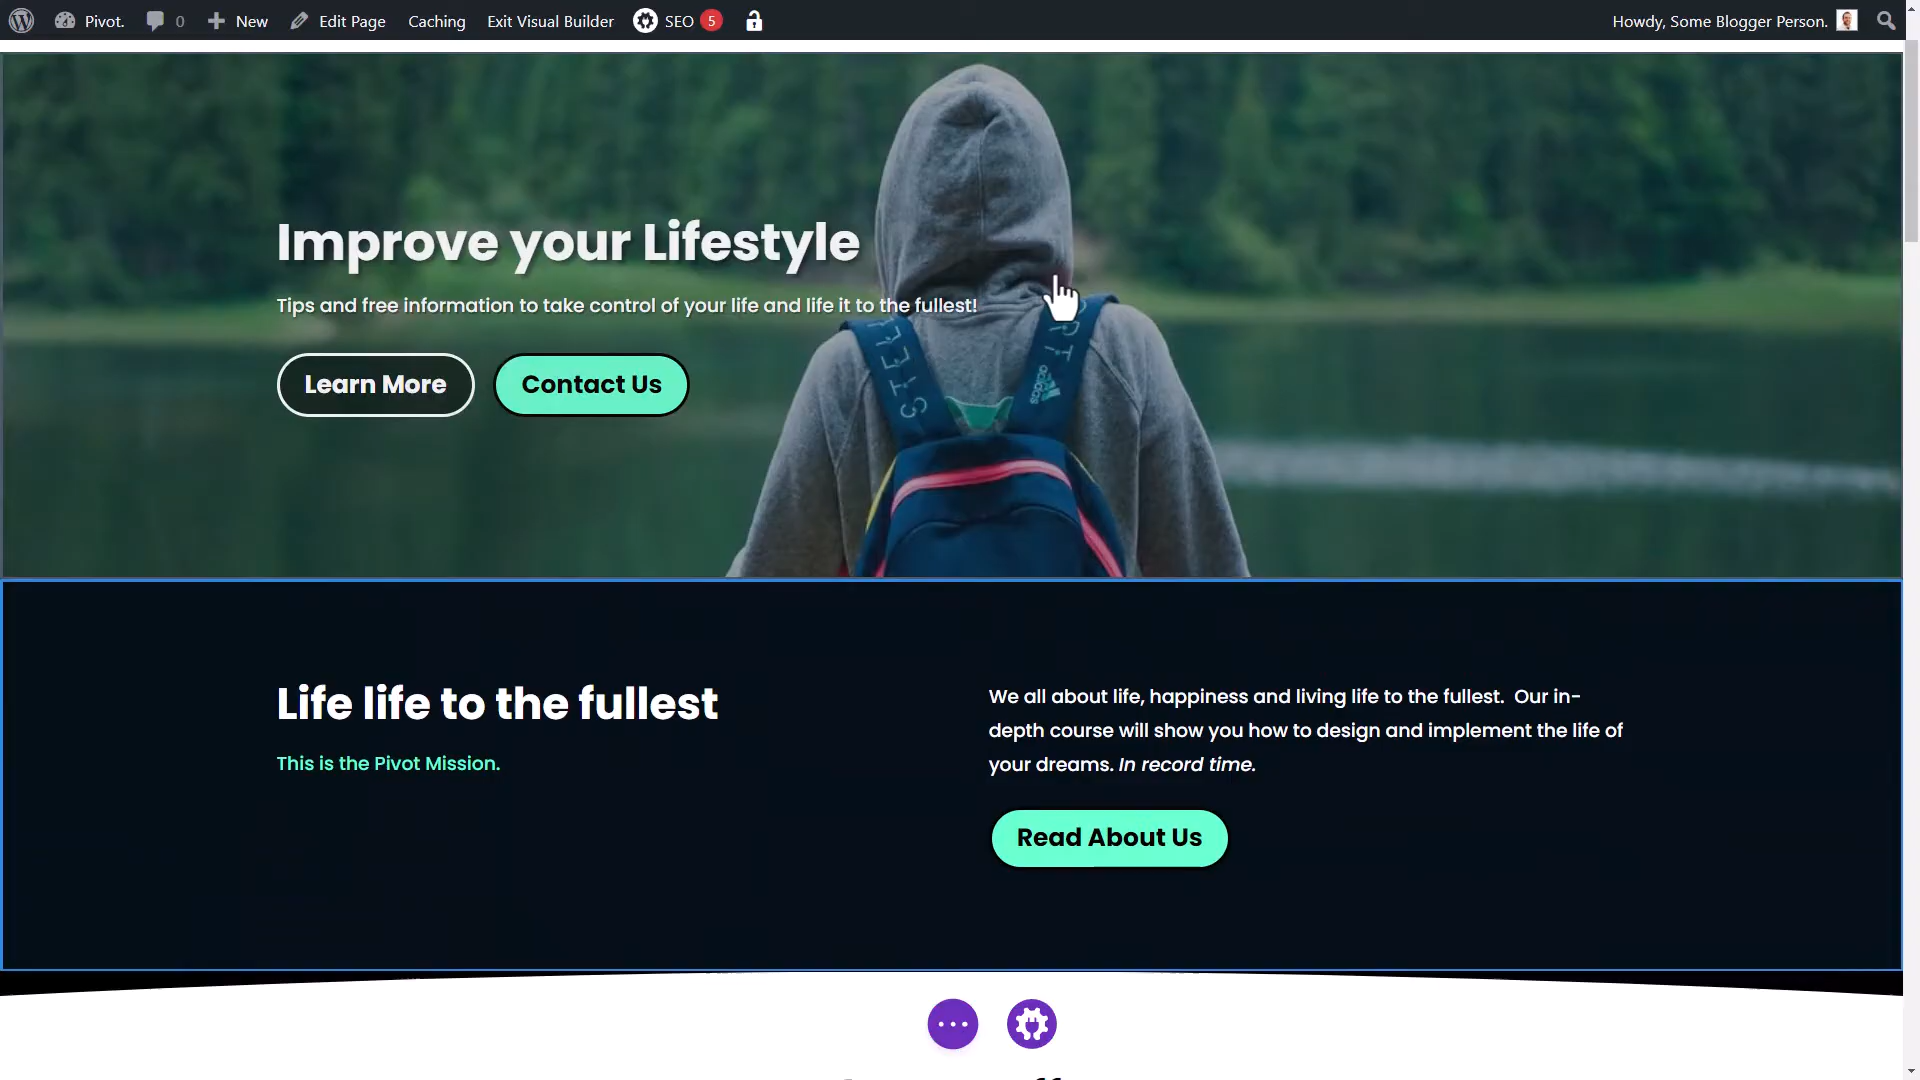 Pivot. 0 New Edit Page Caching Exit Visual Builder SEO 5 Howdy, Some Blogger Person.
Improve your Lifestyle
Tips and free information to take control of your life and life it to the fullest!
Learn More Contact Us
adidas
Life life to the fullest
This is the Pivot Mission.
We all about life, happiness and living life to the fullest. Our in-
depth course will show you how to design and implement the life of
your dreams. In record time.
Read About Us